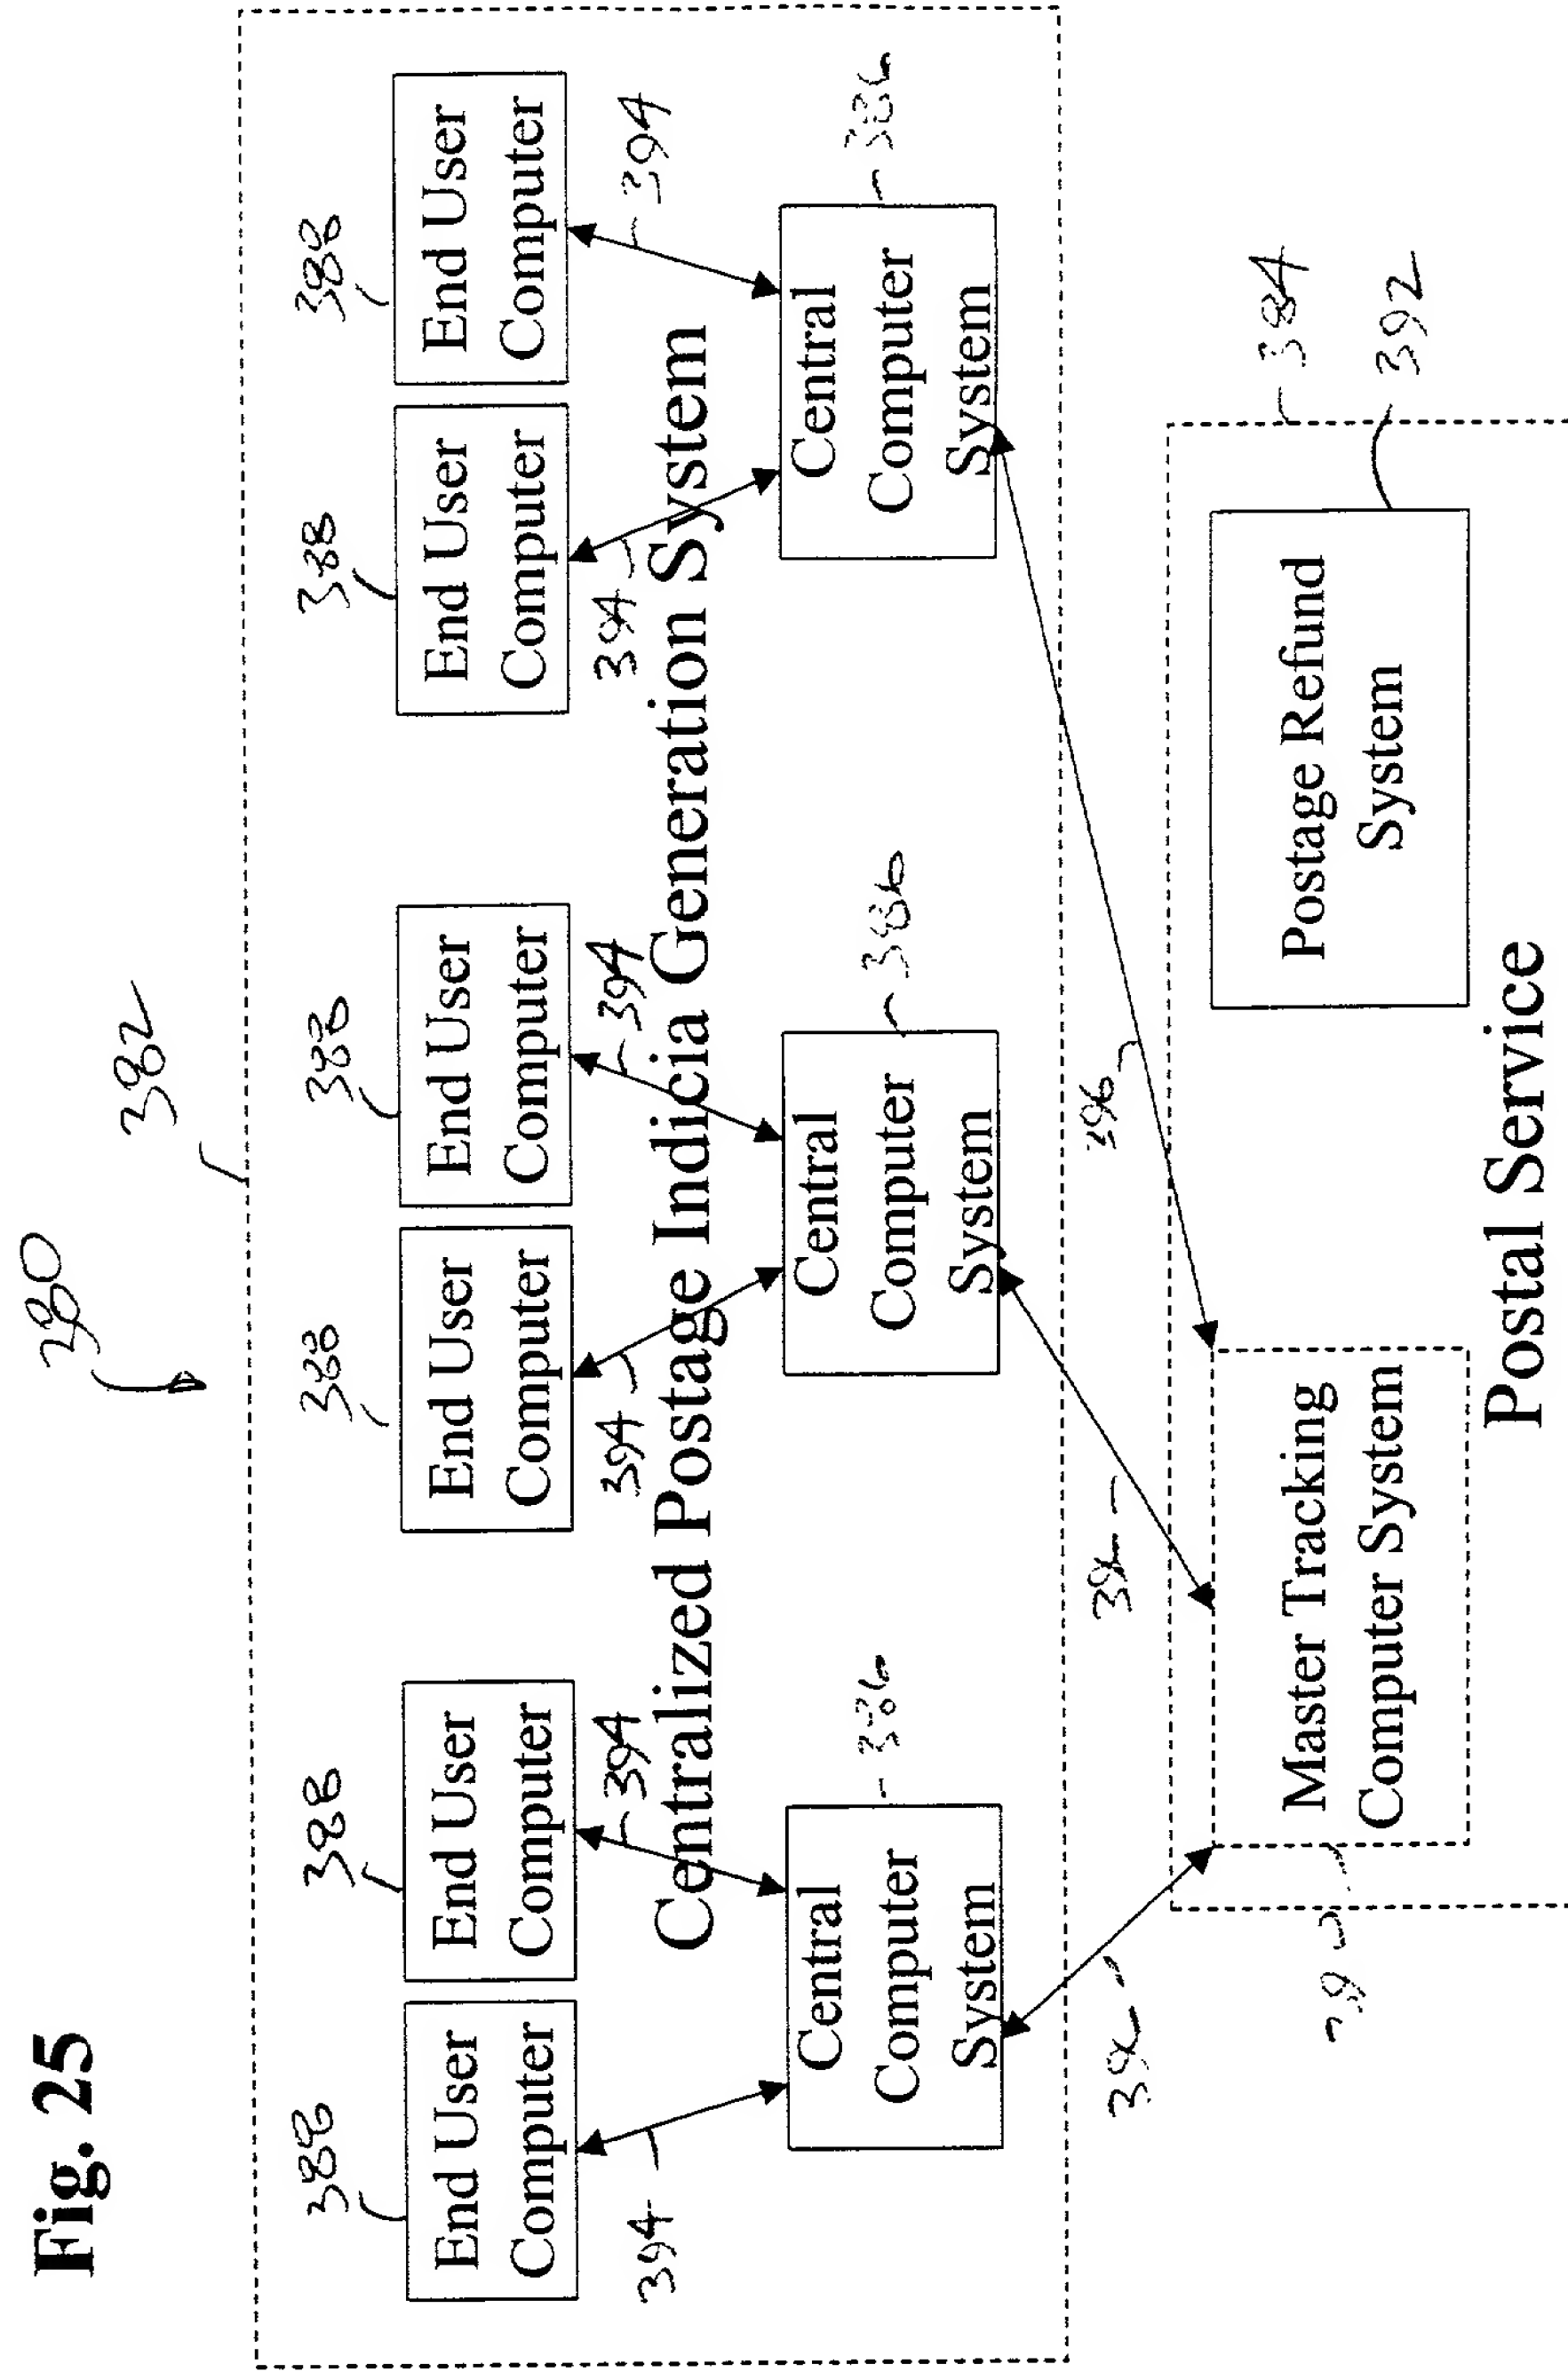 Fig. 25
380
382
388
388
388
388
388
388
End User
Computer
End User
Computer
End User
Computer
End User
Computer
End User
Computer
End User
Computer
394
394
394
394
394
394
Centralized Postage Indicia Generation System
Central
Computer
System
386
Central
Computer
System
386
Central
Computer
System
386
396
384
392
Master Tracking
Computer System
Postage Refund
System
Postal Service